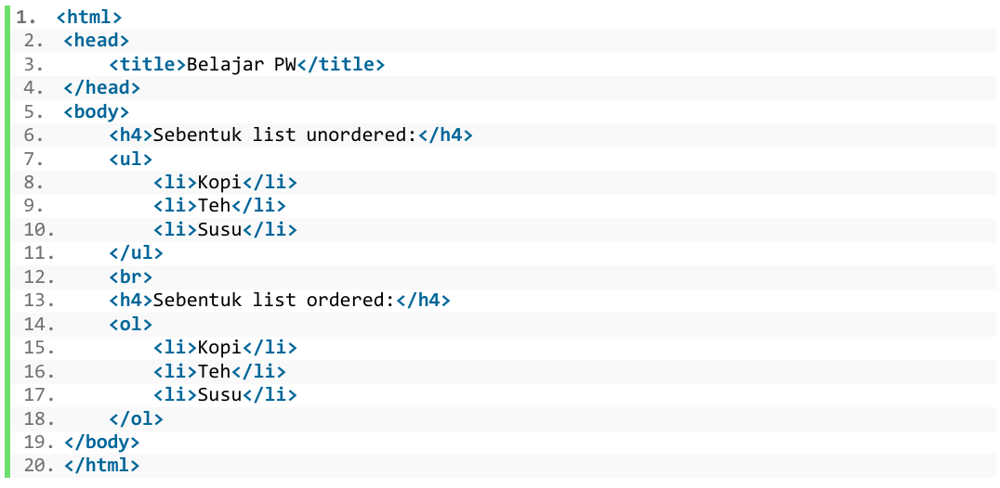 1. <html>
2. <head>
3. <title>Belajar PW</title>
4. </head>
5. <body>
6. <h4>Sebentuk list unordered:</h4>
7. <ul>
8. <li>Kopi</li>
9. <li>Teh</li>
10. <li>Susu</li>
11. </ul>
12. <br>
13. <h4>Sebentuk list ordered:</h4>
14. <ol>
15. <li>Kopi</li>
16. <li>Teh</li>
17. <li>Susu</li>
18. </ol>
19. </body>
20. </html>